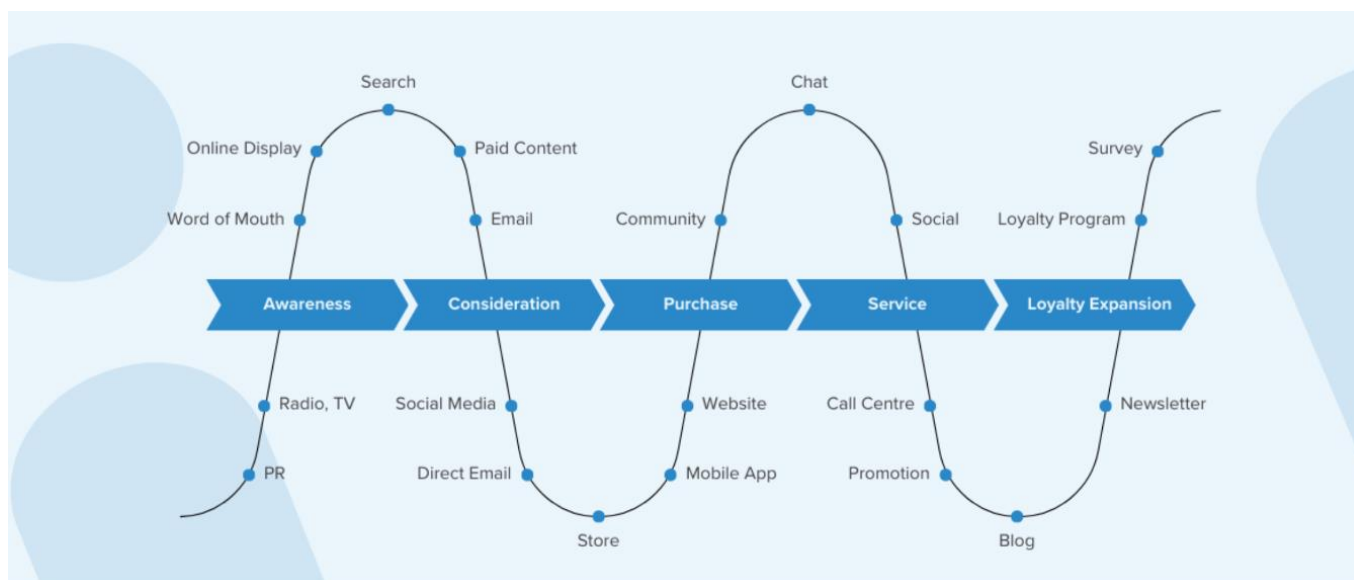 Search
Chat
Online Display
Paid Content
Survey
Word of Mouth
Email
Community
Social
Loyalty Program
Awareness
Consideration
Purchase
Service
Loyalty Expansion
Radio, TV
Social Media
Website
Call Centre
Newsletter
PR
Direct Email
Mobile App
Promotion
Store
Blog